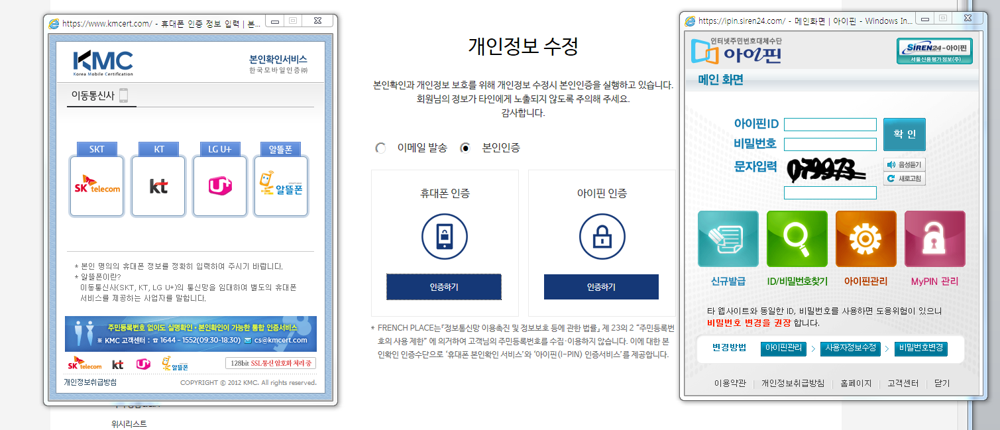 https://www.kmcert.com/ - 휴대폰 인증 정보 입력 | 본...
KMC
Korea Mobile Certification
본인확인서비스
한국모바일인증㈜
이동통신사
SKT
KT
LG U+
알뜰폰
SK telecom
kt
U+
알뜰폰
* 본인 명의의 휴대폰 정보를 정확히 입력하여 주시기 바랍니다.
* 알뜰폰이란?
이동통신사(SKT, KT, LG U+)의 통신망을 임대하여 별도의 휴대폰
서비스를 제공하는 사업자를 말합니다.
주민등록번호 없이도 실명확인·본인확인이 가능한 통합 인증서비스
※ KMC 고객센터 : ☎ 1644 – 1552(09:30-18:30) ✉ cs@kmcert.com
SK telecom
kt
U+
알뜰폰
128bit SSL통신 암호화 처리 중
개인정보취급방침
COPYRIGHT © 2012 KMC. All rights reserved.
위시리스트
개인정보 수정
본인확인과 개인정보 보호를 위해 개인정보 수정시 본인인증을 실행하고 있습니다.
회원님의 정보가 타인에게 노출되지 않도록 주의해 주세요.
감사합니다.
이메일 발송
본인인증
휴대폰 인증
인증하기
아이핀 인증
인증하기
* FRENCH PLACE는「정보통신망 이용촉진 및 정보보호 등에 관한 법률」 제 23의 2 “주민등록번
호의 사용 제한” 에 의거하여 고객님의 주민등록번호를 수집·이용하지 않습니다. 이에 대한 본
인확인 인증수단으로 ‘휴대폰 본인확인 서비스’와 ‘아이핀(I-PIN) 인증서비스’를 제공합니다.
https://ipin.siren24.com/ - 메인화면 | 아이핀 - Windows In...
인터넷주민번호대체수단
아이핀
SIREN24-아이핀
서울신용평가정보(주)
메인 화면
아이핀ID
비밀번호
확 인
문자입력
079973
음성듣기
새로고침
신규발급
ID/비밀번호찾기
아이핀관리
MyPIN 관리
타 웹사이트와 동일한 ID, 비밀번호를 사용하면 도용위험이 있으니
비밀번호 변경을 권장 합니다.
변경방법
아이핀관리
사용자정보수정
비밀번호변경
이용약관
개인정보취급방침
홈페이지
고객센터
닫기